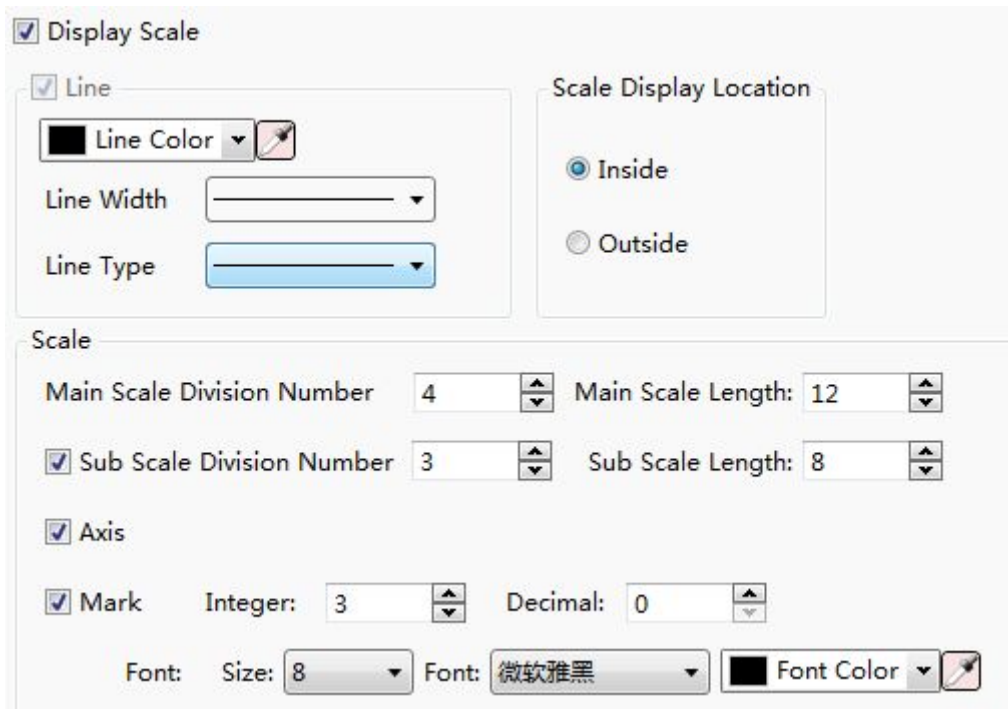 Display Scale
Line
Scale Display Location
Line Color
Inside
Line Width
Outside
Line Type
Scale
Main Scale Division Number 4 Main Scale Length: 12
Sub Scale Division Number 3 Sub Scale Length: 8
Axis
Mark Integer: 3 Decimal: 0
Font: Size: 8 Font: 微软雅黑 Font Color